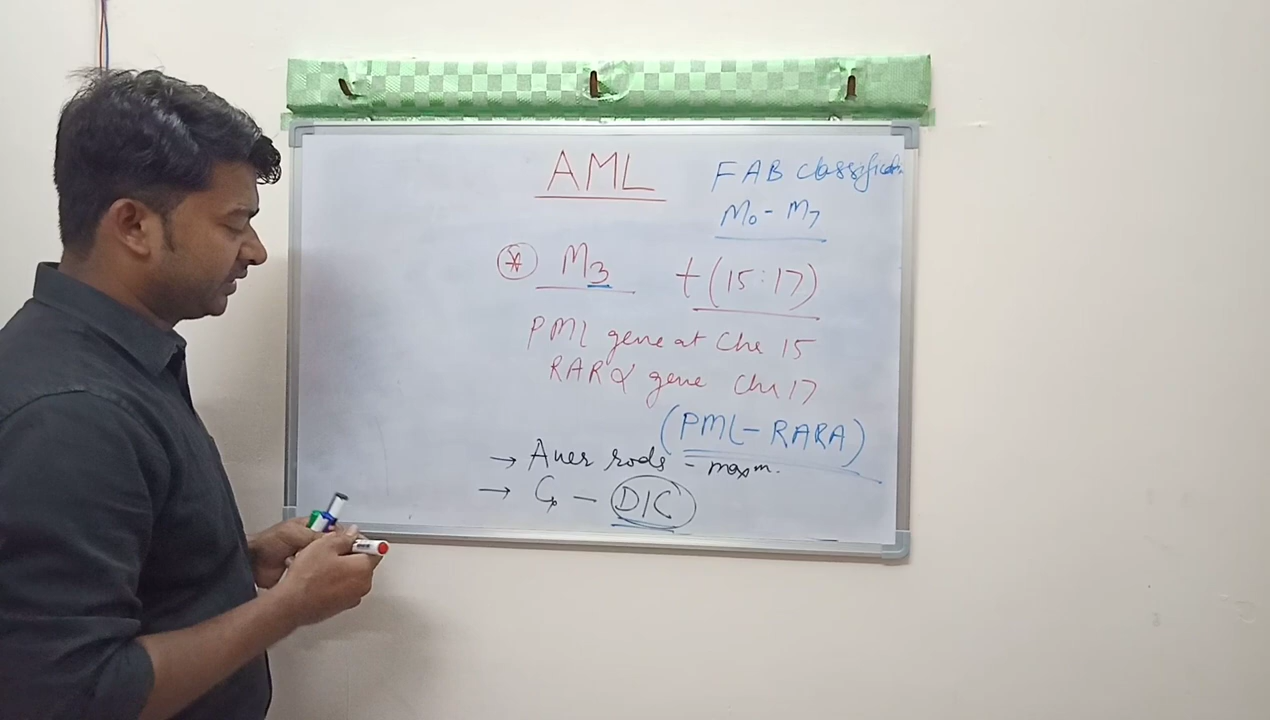 AML
FAB classification
M0 - M7
* M3 t(15:17)
PML gene at Chr 15
RARα gene Chr 17
(PML-RARA)
→ Auer rods - maxm.
→ - DIC